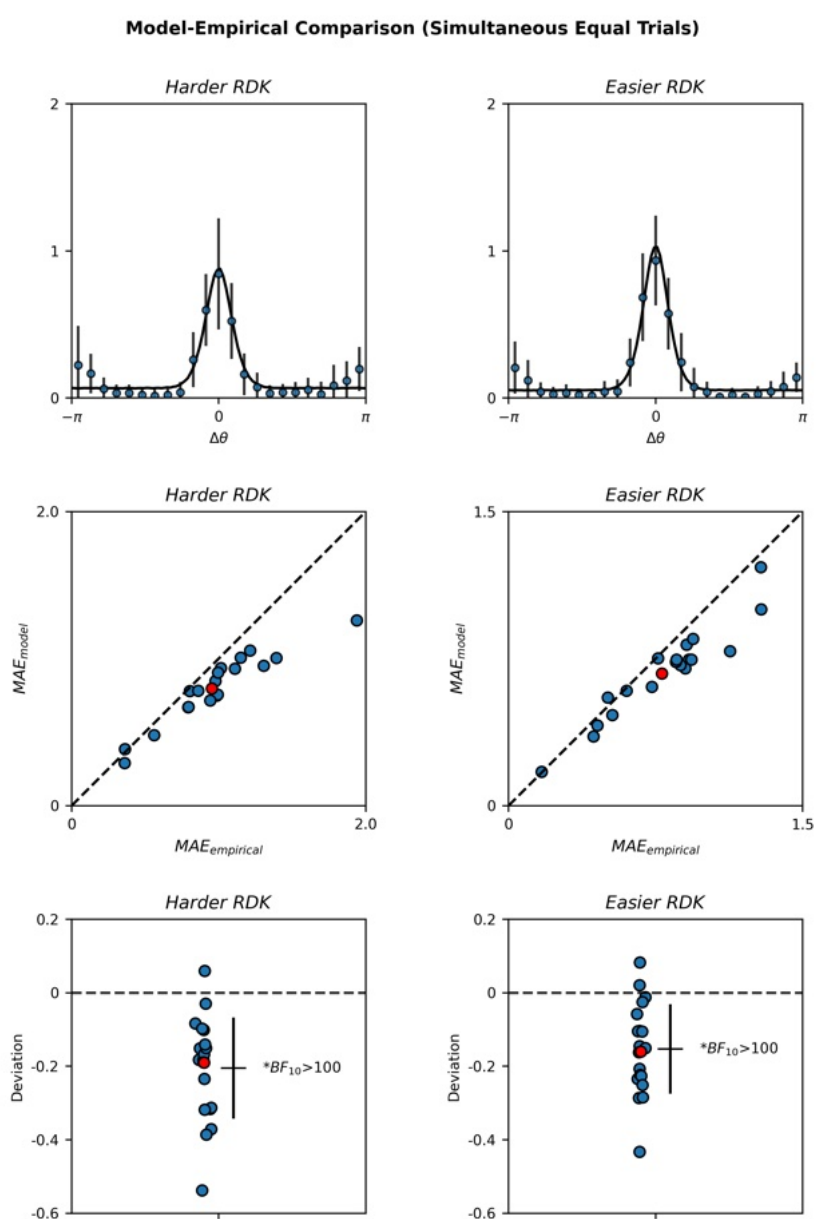 Model-Empirical Comparison (Simultaneous Equal Trials)
Harder RDK
Easier RDK
2
1
0
−π
0
π
Δθ
2
1
0
−π
0
π
Δθ
Harder RDK
Easier RDK
2.0
MAEmodel
0
0
2.0
MAEempirical
1.5
MAEmodel
0
0
1.5
MAEempirical
Harder RDK
Easier RDK
0.2
0
-0.2
-0.4
-0.6
Deviation
*BF10>100
0.2
0
-0.2
-0.4
-0.6
Deviation
*BF10>100